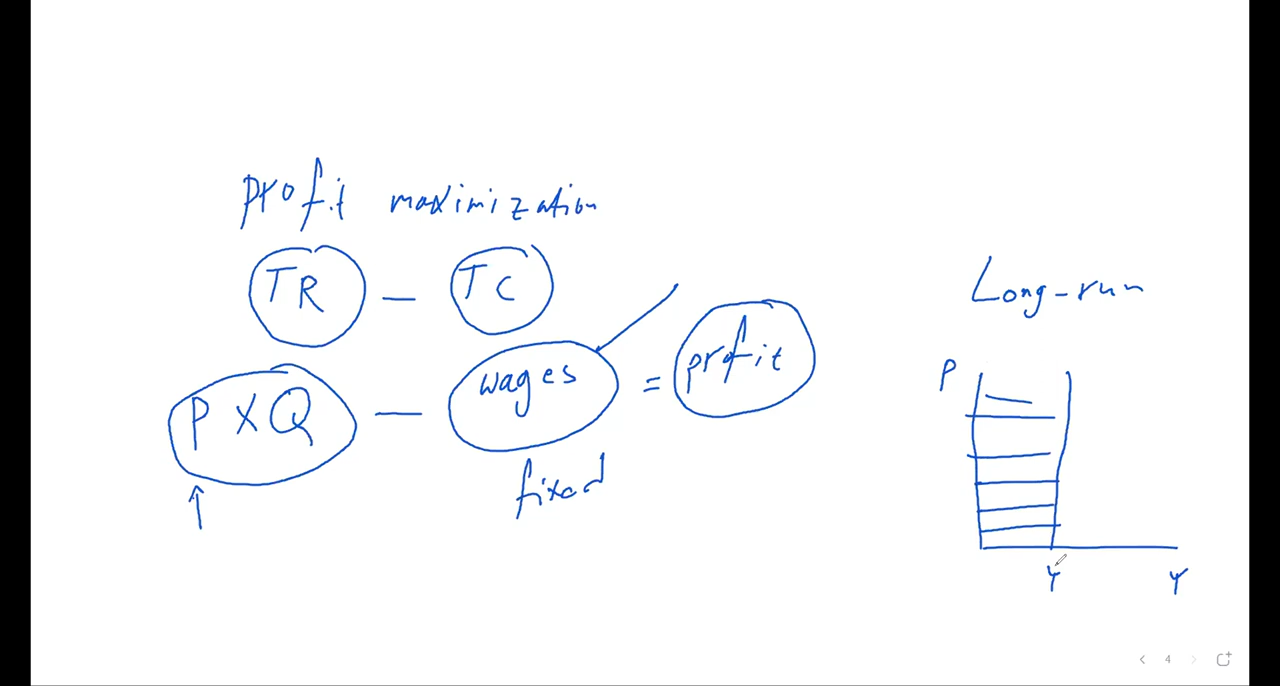 profit maximization
TR – TC
P X Q – wages = profit
fixed
Long-run
P
Y Y
4